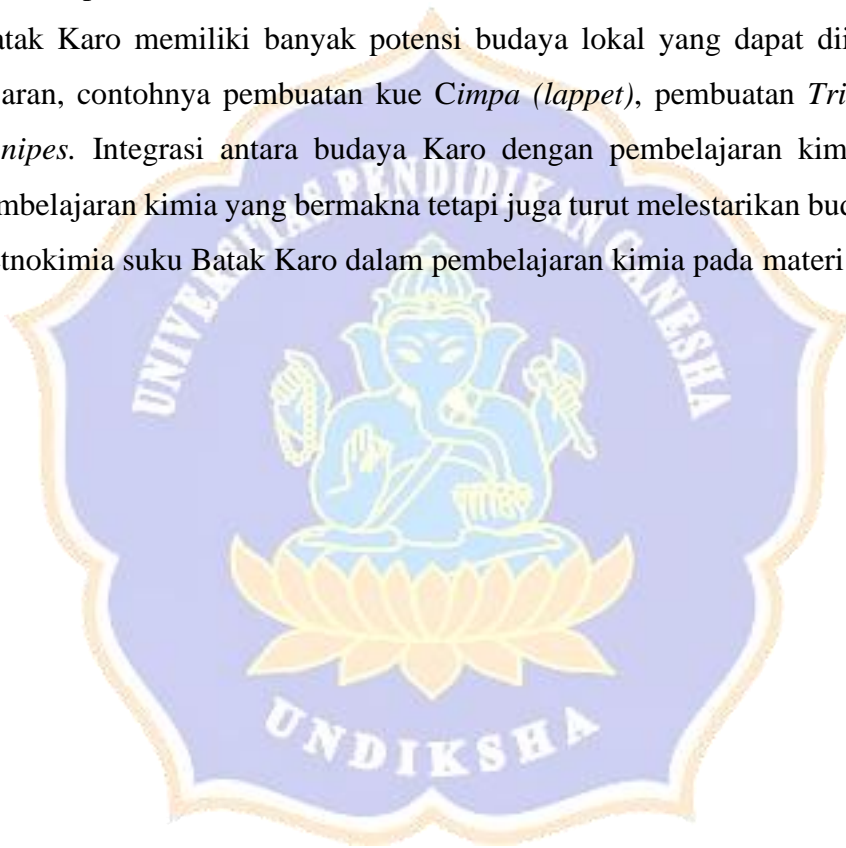 atak Karo memiliki banyak potensi budaya lokal yang dapat dii
aran, contohnya pembuatan kue Cimpa (lappet), pembuatan Tri
nipes. Integrasi antara budaya Karo dengan pembelajaran kim
mbelajaran kimia yang bermakna tetapi juga turut melestarikan bud
tnokimia suku Batak Karo dalam pembelajaran kimia pada materi
UNIVERSITAS PENDIDIKAN GANESHA
UNDIKSHA